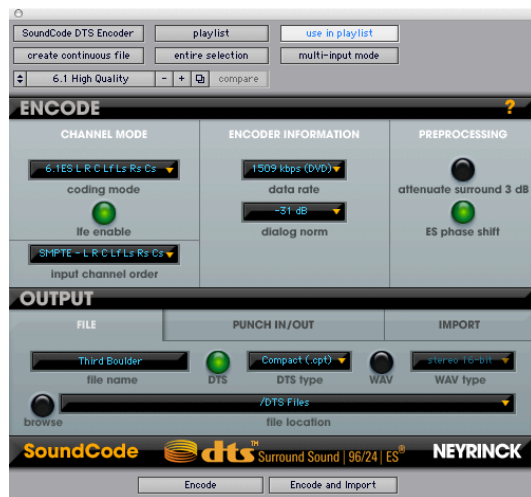 SoundCode DTS Encoder playlist use in playlist
create continuous file entire selection multi-input mode
6.1 High Quality - + compare
ENCODE ?
CHANNEL MODE ENCODER INFORMATION PREPROCESSING
6.1ES L R C Lf Ls Rs Cs 1509 kbps (DVD)
coding mode data rate attenuate surround 3 dB
-31 dB
lfe enable dialog norm ES phase shift
SMPTE - L R C Lf Ls Rs Cs
input channel order
OUTPUT
FILE PUNCH IN/OUT IMPORT
Third Boulder Compact (.cpt) stereo 16-bit
file name DTS DTS type WAV WAV type
/DTS Files
browse file location
SoundCode dts™ Surround Sound | 96/24 | ES® NEYRINCK
Encode Encode and Import